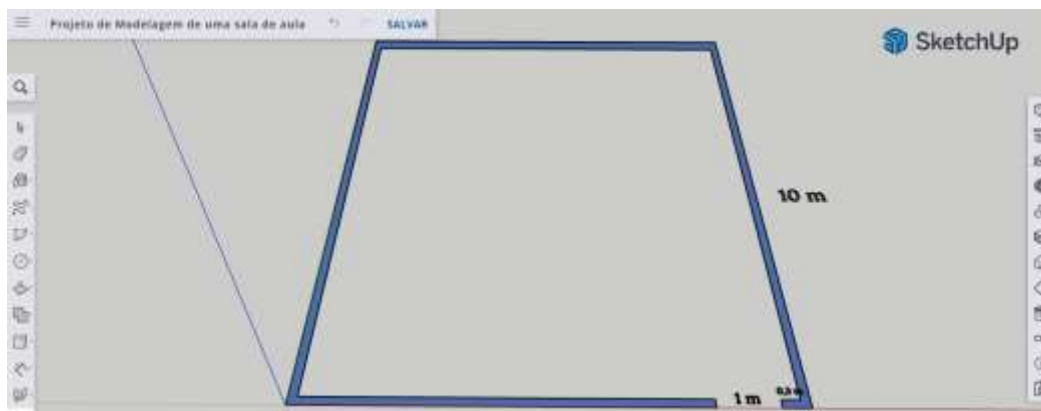 Projeto de Modelagem de uma sala de aula
SALVAR
SketchUp
10 m
1 m